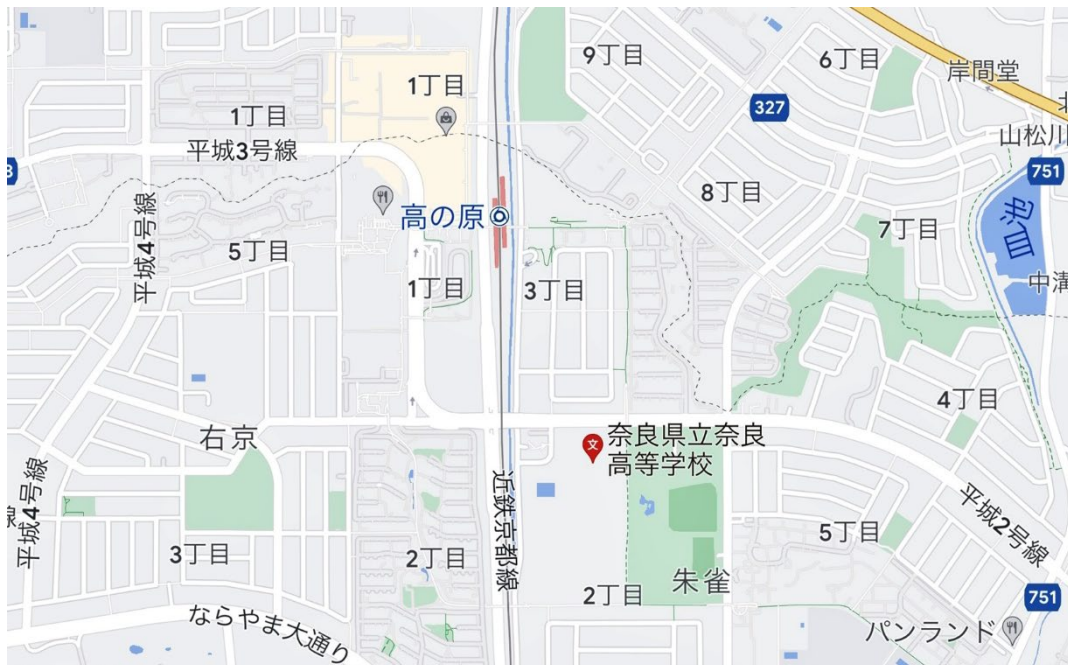 9丁目
6丁目
岸間堂
1丁目
1丁目
327
平城3号線
山松川
751
8丁目
高の原
皿池
7丁目
5丁目
平城4号線
1丁目
3丁目
中溝
4丁目
右京
奈良県立奈良
高等学校
文
平城4号線
近鉄京都線
平城2号線
5丁目
3丁目
2丁目
朱雀
2丁目
751
ならやま大通り
パンランド